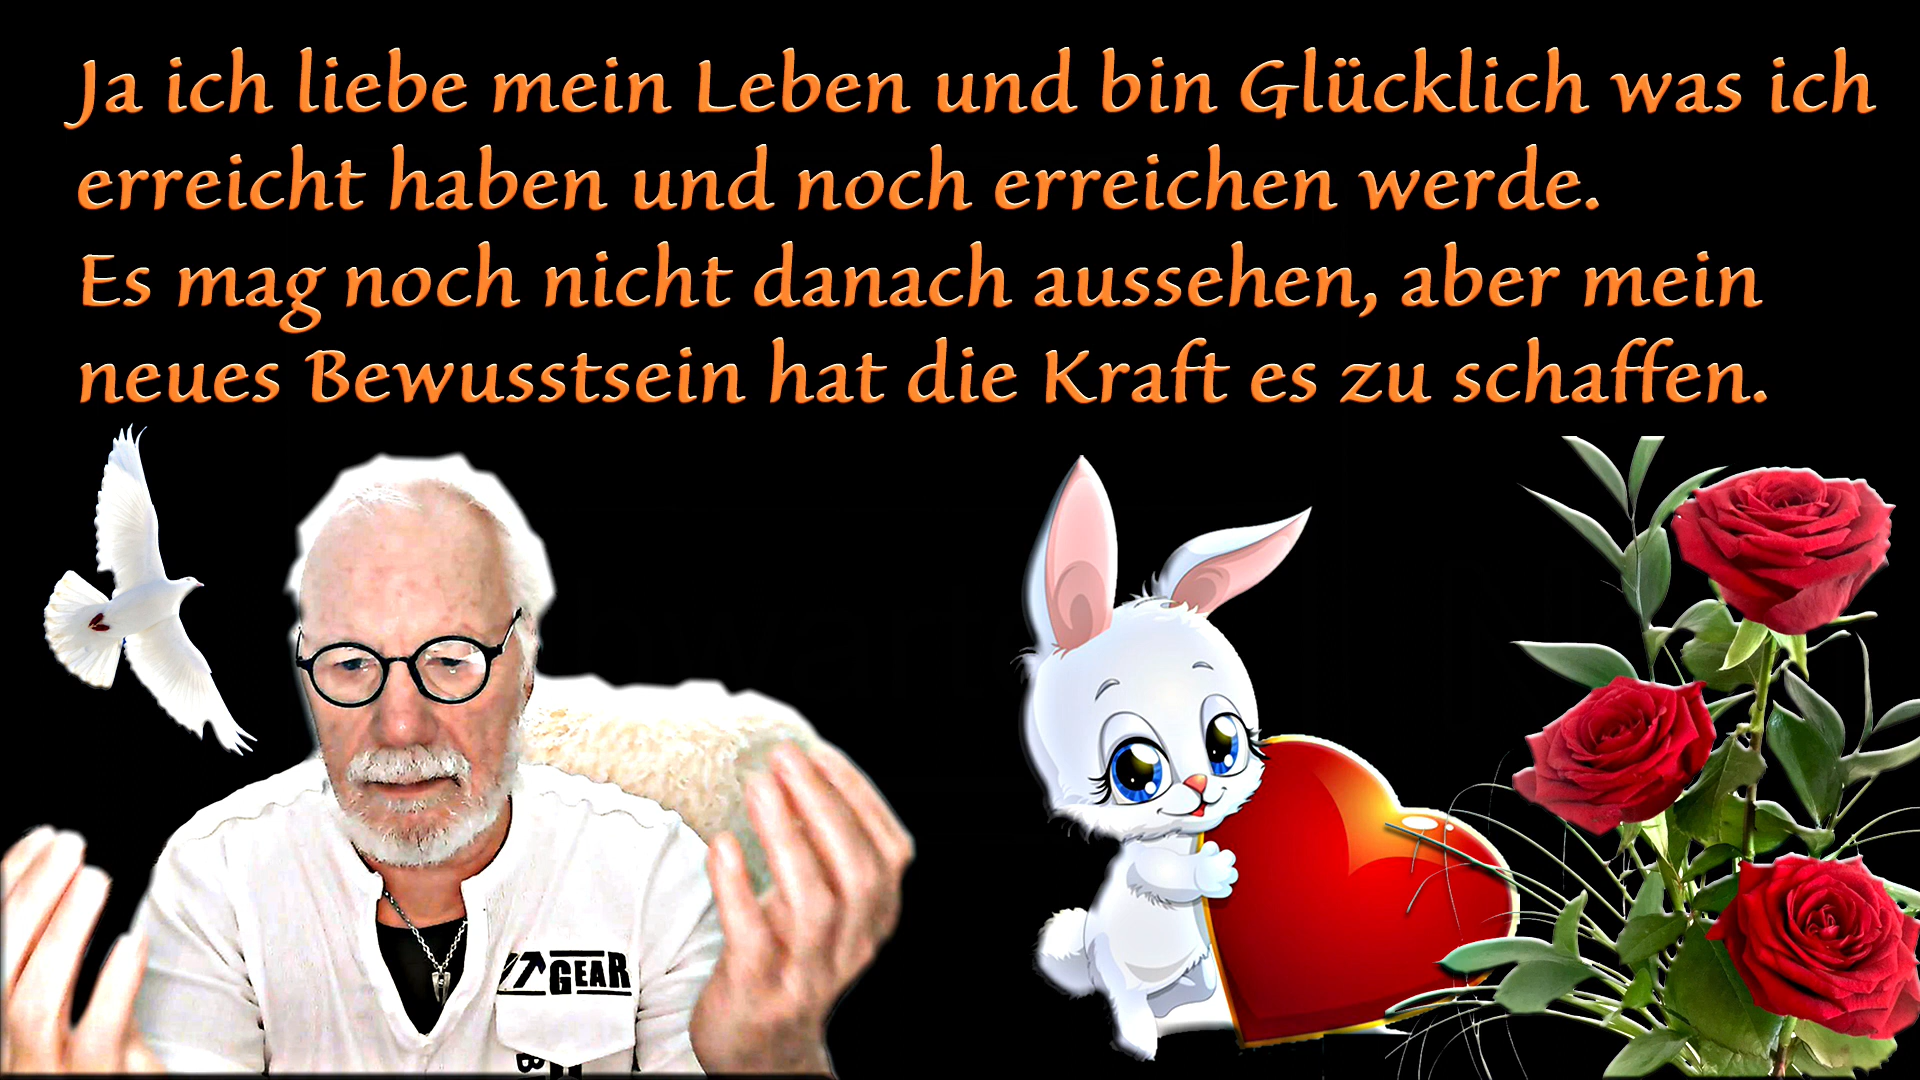 Ja ich liebe mein Leben und bin Glücklich was ich
erreicht haben und noch erreichen werde.
Es mag noch nicht danach aussehen, aber mein
neues Bewusstsein hat die Kraft es zu schaffen.
GEAR